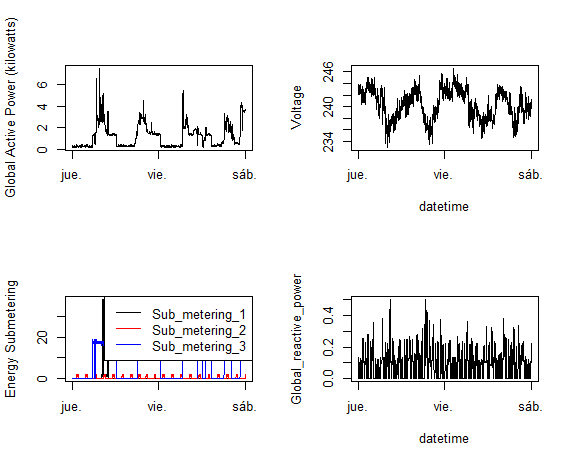 Global Active Power (kilowatts)
0 2 4 6
jue. vie. sáb.
Voltage
234 240 246
jue. vie. sáb.
datetime
Energy Submetering
0 20
Sub_metering_1
Sub_metering_2
Sub_metering_3
jue. vie. sáb.
Global_reactive_power
0.0 0.2 0.4
jue. vie. sáb.
datetime